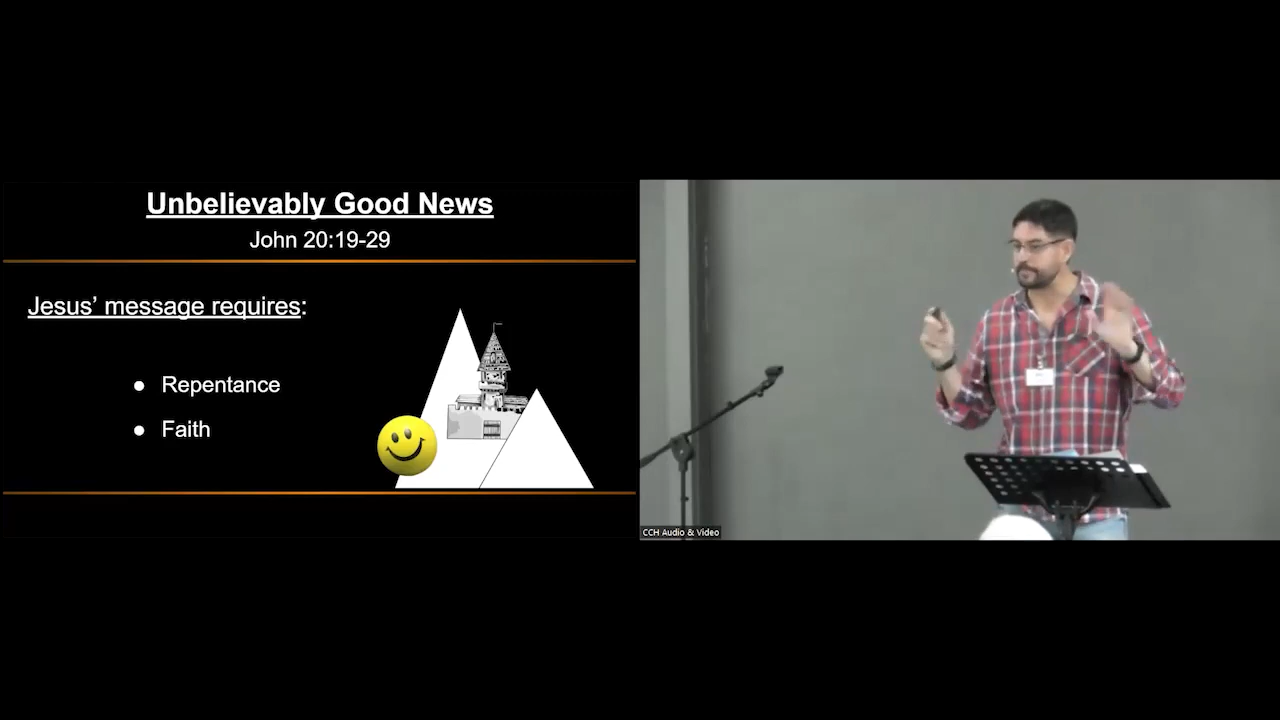 Unbelievably Good News
John 20:19-29
Jesus’ message requires:
● Repentance
● Faith
CCH Audio & Video